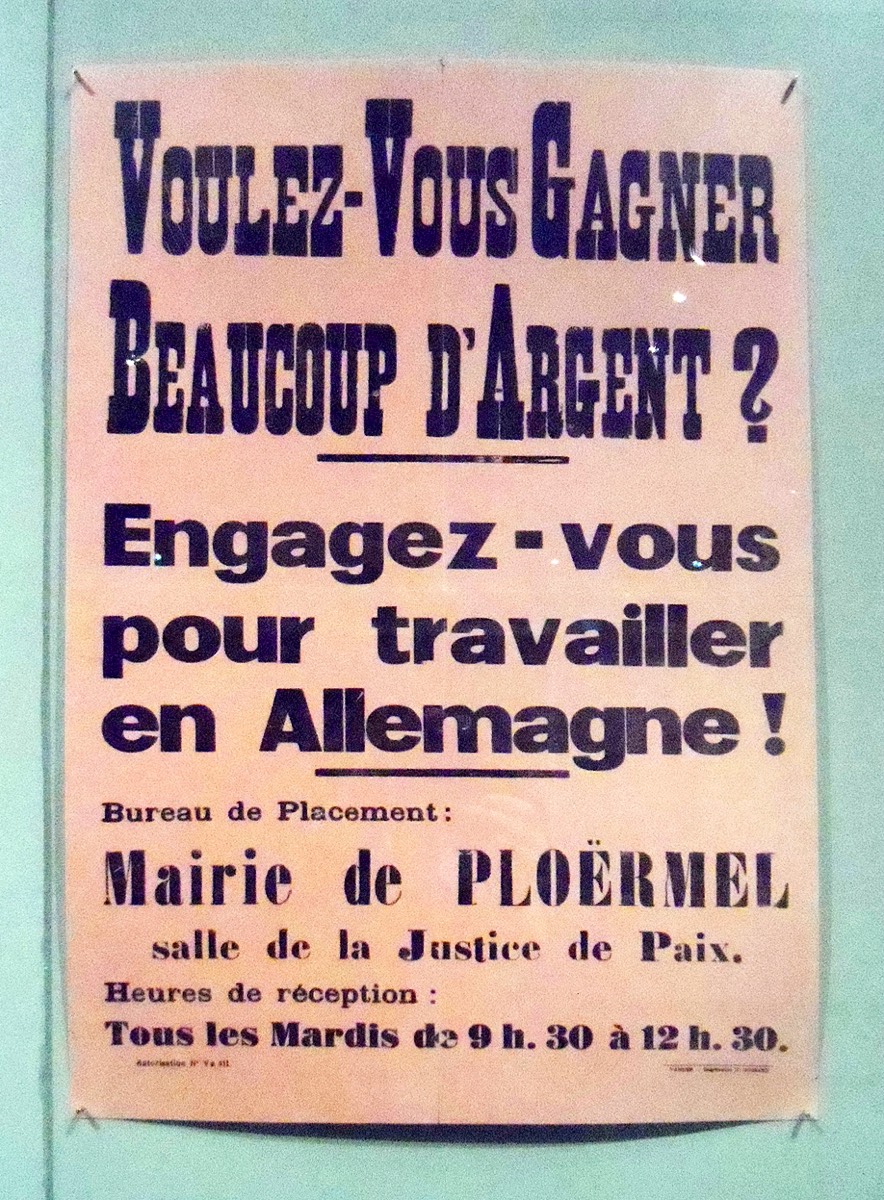 VOULEZ-VOUS GAGNER
BEAUCOUP D'ARGENT ?
Engagez-vous
pour travailler
en Allemagne !
Bureau de Placement :
Mairie de PLOËRMEL
salle de la Justice de Paix.
Heures de réception :
Tous les Mardis de 9 h. 30 à 12 h. 30.
Autorisation N°